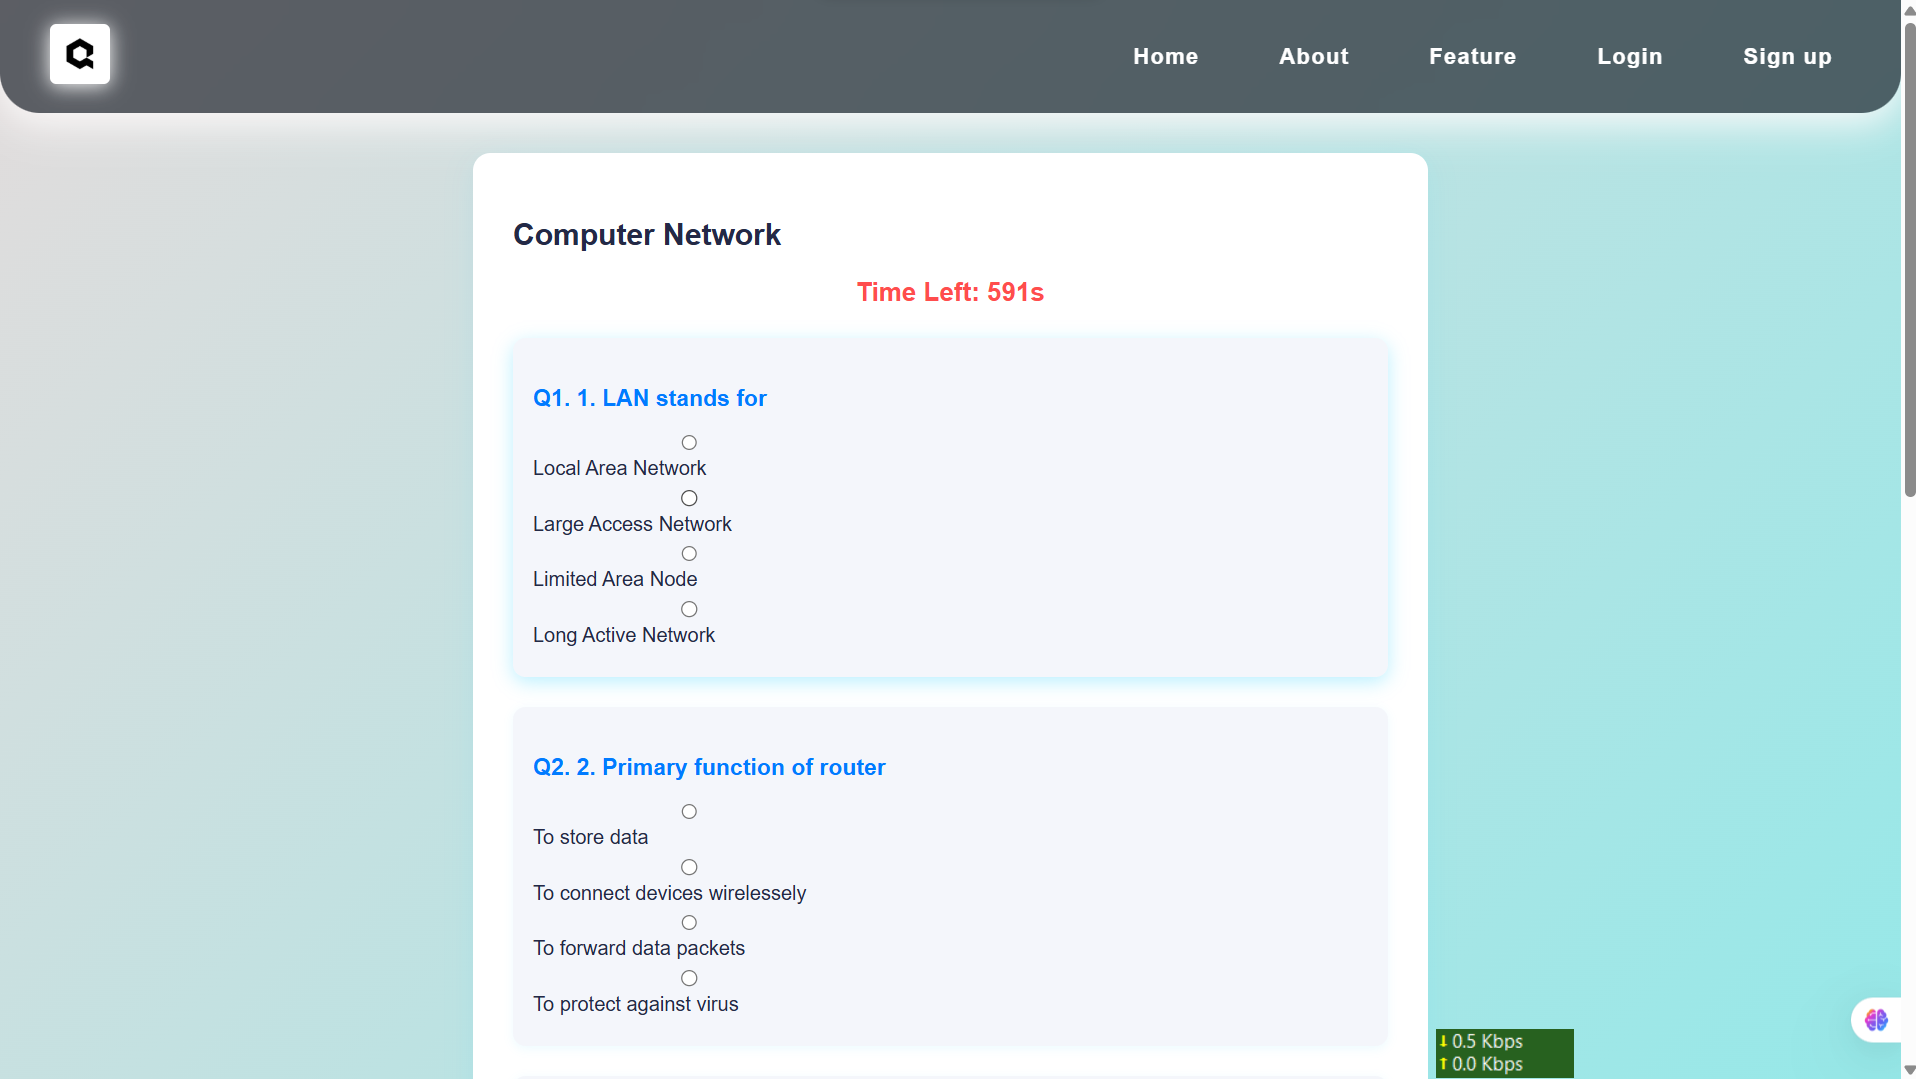 Home About Feature Login Sign up
Computer Network
Time Left: 591s
Q1. 1. LAN stands for
Local Area Network
Large Access Network
Limited Area Node
Long Active Network
Q2. 2. Primary function of router
To store data
To connect devices wirelessely
To forward data packets
To protect against virus
0.5 Kbps
0.0 Kbps